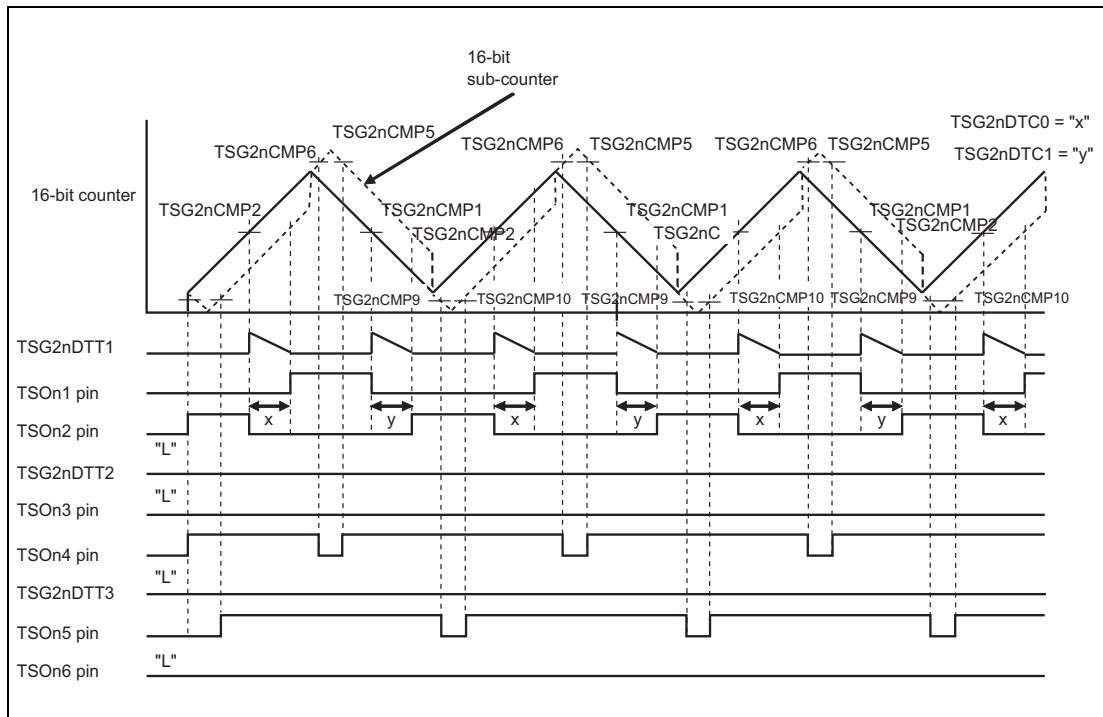 16-bit
sub-counter
TSG2nCMP5
TSG2nCMP6
TSG2nCMP6
TSG2nCMP5
TSG2nCMP6
TSG2nCMP5
TSG2nDTC0 = "x"
TSG2nDTC1 = "y"
16-bit counter
TSG2nCMP2
TSG2nCMP1
TSG2nCMP2
TSG2nCMP1
TSG2nC
TSG2nCMP1
TSG2nCMP2
TSG2nCMP9
TSG2nCMP10
TSG2nCMP9
TSG2nCMP10
TSG2nCMP9
TSG2nCMP10
TSG2nDTT1
TSOn1 pin
x
y
x
y
x
y
x
TSOn2 pin
"L"
TSG2nDTT2
"L"
TSOn3 pin
TSOn4 pin
"L"
TSG2nDTT3
TSOn5 pin
"L"
TSOn6 pin